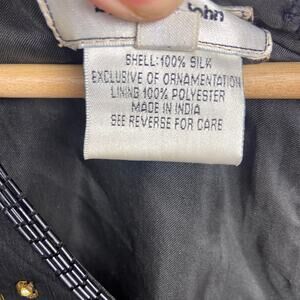 SHELL: 100% SILK
EXCLUSIVE OF ORNAMENTATION
LINING 100% POLYESTER
MADE IN INDIA
SEE REVERSE FOR CARE